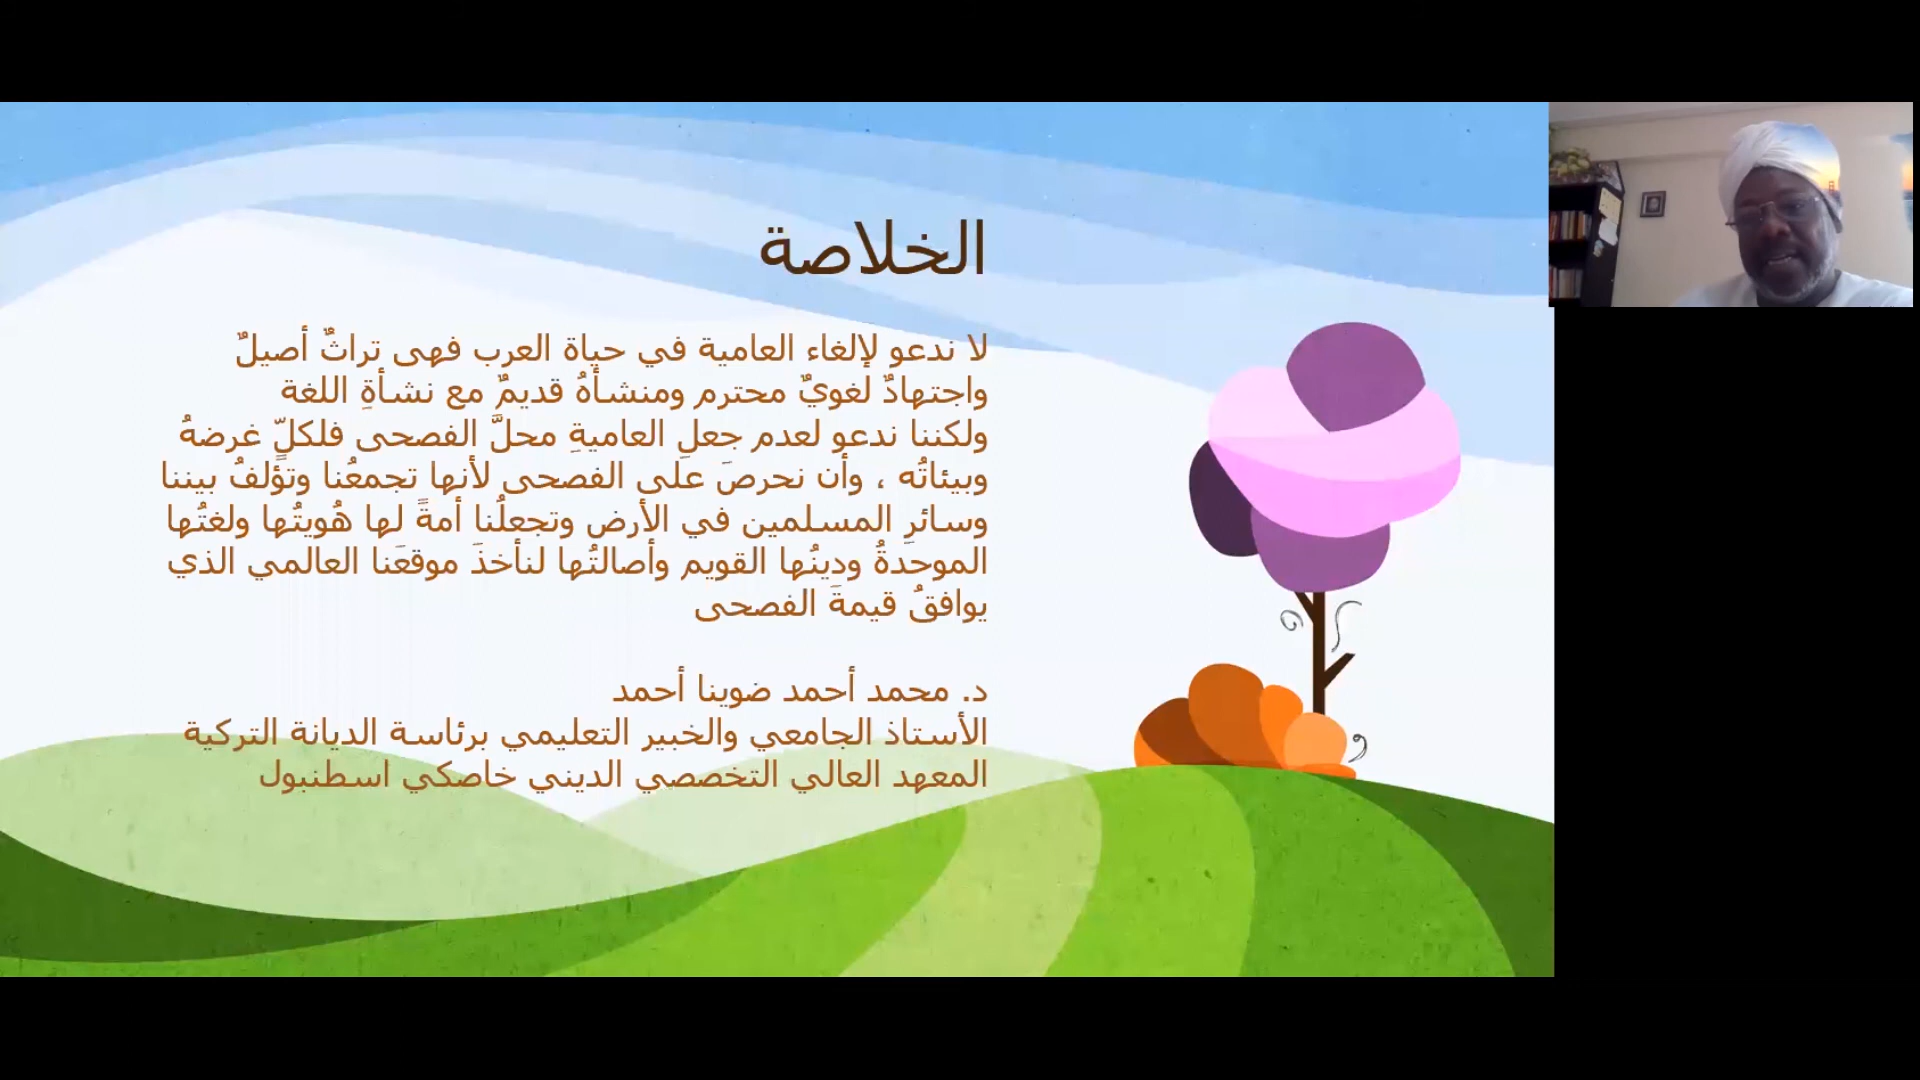 الخلاصة
لا ندعو لإلغاء العامية في حياة العرب فهى تراثٌ أصيلٌ
واجتهادٌ لغويٌ محترم ومنشأهُ قديمٌ مع نشأةِ اللغة
ولكننا ندعو لعدم جعلِ العاميةِ محلَّ الفصحى فلكلٍّ غرضهُ
وبيئاتُه ، وأن نحرصَ على الفصحى لأنها تجمعُنا وتؤلفُ بيننا
وسائرِ المسلمين في الأرض وتجعلُنا أمةً لها هُويتُها ولغتُها
الموحدةُ ودينُها القويم وأصالتُها لنأخذَ موقعَنا العالمي الذي
يوافقُ قيمةَ الفصحى
د. محمد أحمد ضوينا أحمد
الأستاذ الجامعي والخبير التعليمي برئاسة الديانة التركية
المعهد العالي التخصصي الديني خاصكي اسطنبول